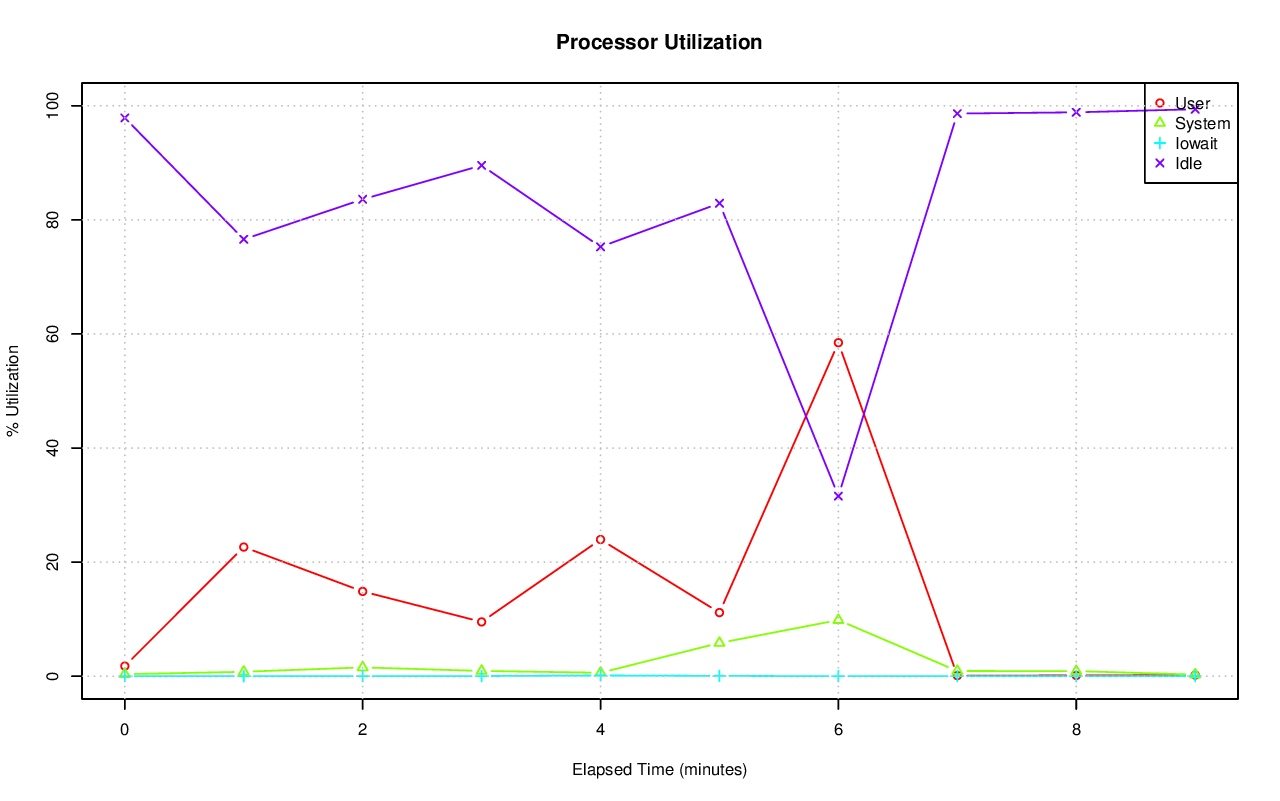 Processor Utilization
% Utilization
100
80
60
40
20
0
User
System
Iowait
Idle
0 2 4 6 8
Elapsed Time (minutes)